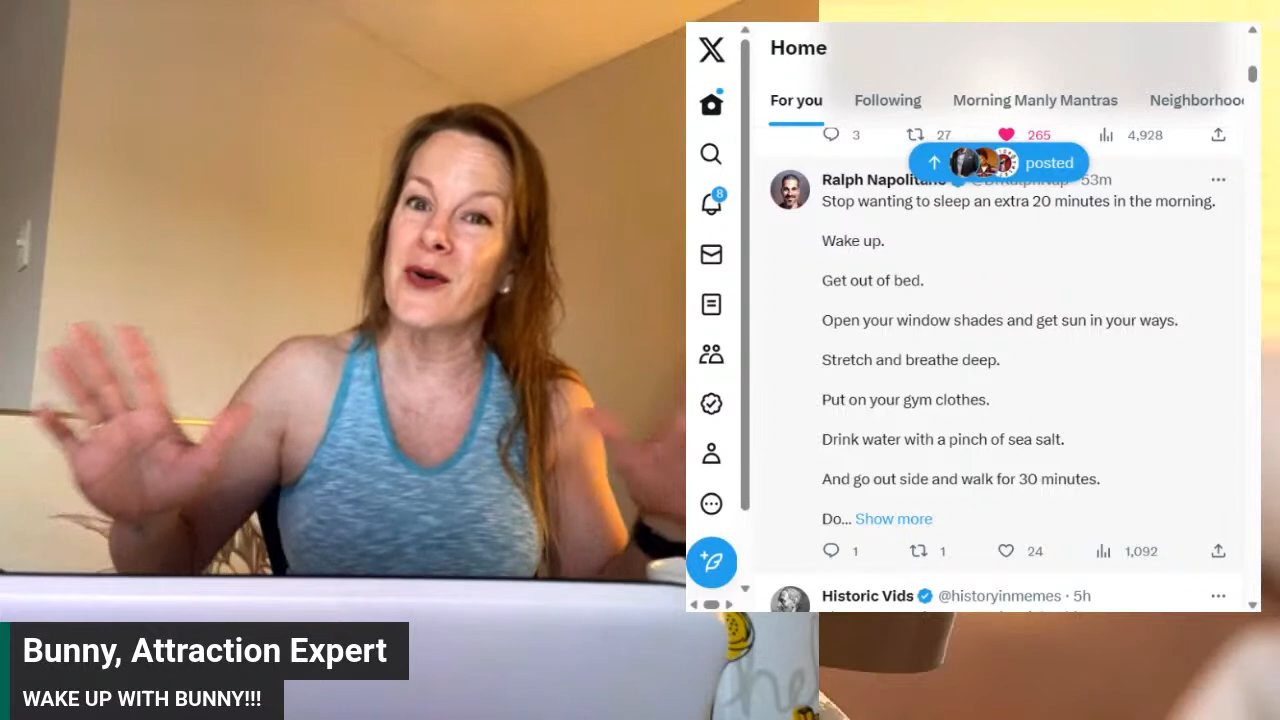 Home
For you Following Morning Manly Mantras
3 27 265 4,928
posted
Ralph 53m
Stop wanting to sleep an extra 20 minutes in the morning.
Wake up.
Get out of bed.
Open your window shades and get sun in your ways.
Stretch and breathe deep.
Put on your gym clothes.
Drink water with a pinch of sea salt.
And go out side and walk for 30 minutes.
Do... Show more
1 1 24 1,092
Historic Vids @historyinmemes · 5h
8
Bunny, Attraction Expert
WAKE UP WITH BUNNY!!!
he